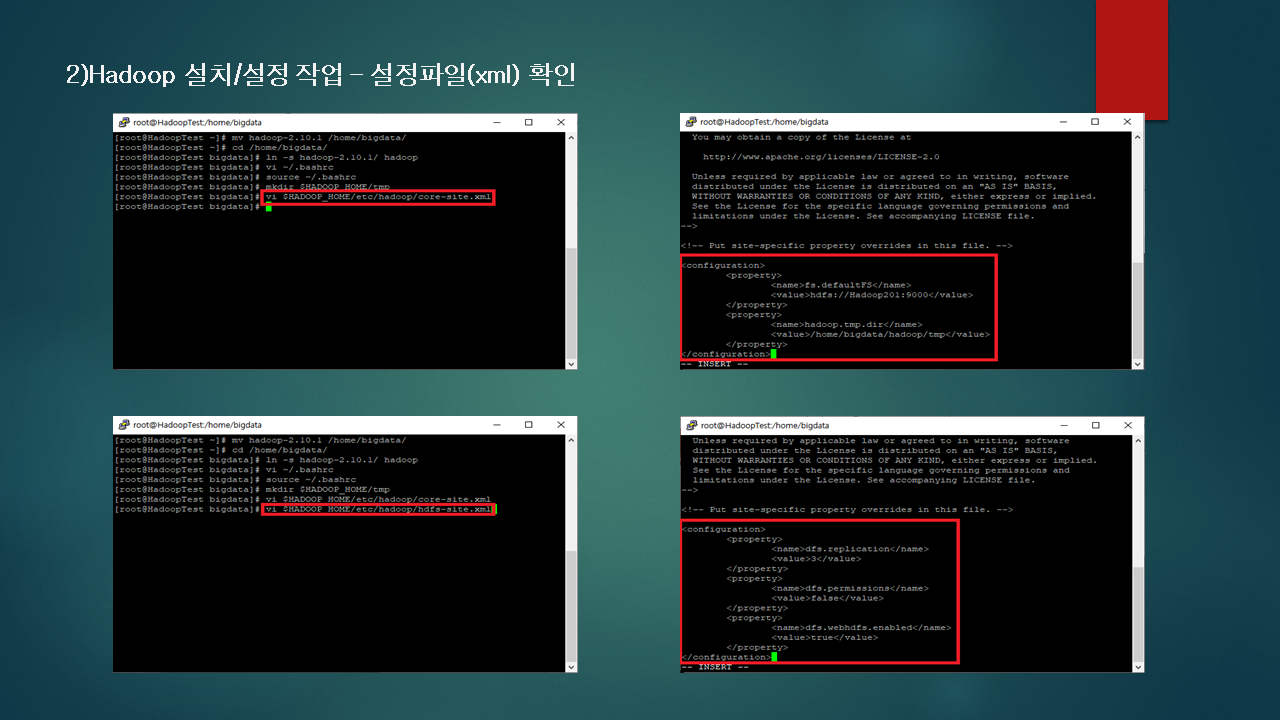 2)Hadoop 설치/설정 작업 – 설정파일(xml) 확인
root@HadoopTest:/home/bigdata
[root@HadoopTest ~]# mv hadoop-2.10.1 /home/bigdata/
[root@HadoopTest ~]# cd /home/bigdata/
[root@HadoopTest bigdata]# ln -s hadoop-2.10.1/ hadoop
[root@HadoopTest bigdata]# vi ~/.bashrc
[root@HadoopTest bigdata]# source ~/.bashrc
[root@HadoopTest bigdata]# mkdir $HADOOP_HOME/tmp
[root@HadoopTest bigdata]# vi $HADOOP_HOME/etc/hadoop/core-site.xml
[root@HadoopTest bigdata]#
root@HadoopTest:/home/bigdata
You may obtain a copy of the License at
http://www.apache.org/licenses/LICENSE-2.0
Unless required by applicable law or agreed to in writing, software
distributed under the License is distributed on an "AS IS" BASIS,
WITHOUT WARRANTIES OR CONDITIONS OF ANY KIND, either express or implied.
See the License for the specific language governing permissions and
limitations under the License. See accompanying LICENSE file.
-->
<!-- Put site-specific property overrides in this file. -->
<configuration>
<property>
<name>fs.defaultFS</name>
<value>hdfs://Hadoop201:9000</value>
</property>
<property>
<name>hadoop.tmp.dir</name>
<value>/home/bigdata/hadoop/tmp</value>
</property>
</configuration>
-- INSERT --
root@HadoopTest:/home/bigdata
[root@HadoopTest ~]# mv hadoop-2.10.1 /home/bigdata/
[root@HadoopTest ~]# cd /home/bigdata/
[root@HadoopTest bigdata]# ln -s hadoop-2.10.1/ hadoop
[root@HadoopTest bigdata]# vi ~/.bashrc
[root@HadoopTest bigdata]# source ~/.bashrc
[root@HadoopTest bigdata]# mkdir $HADOOP_HOME/tmp
[root@HadoopTest bigdata]# vi $HADOOP_HOME/etc/hadoop/core-site.xml
[root@HadoopTest bigdata]# vi $HADOOP_HOME/etc/hadoop/hdfs-site.xml
root@HadoopTest:/home/bigdata
Unless required by applicable law or agreed to in writing, software
distributed under the License is distributed on an "AS IS" BASIS,
WITHOUT WARRANTIES OR CONDITIONS OF ANY KIND, either express or implied.
See the License for the specific language governing permissions and
limitations under the License. See accompanying LICENSE file.
-->
<!-- Put site-specific property overrides in this file. -->
<configuration>
<property>
<name>dfs.replication</name>
<value>3</value>
</property>
<property>
<name>dfs.permissions</name>
<value>false</value>
</property>
<property>
<name>dfs.webhdfs.enabled</name>
<value>true</value>
</property>
</configuration>
-- INSERT --